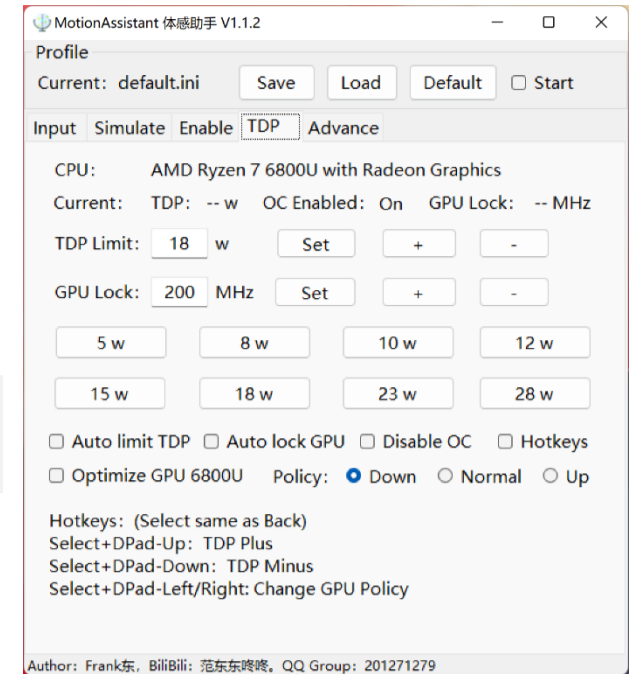 MotionAssistant 体感助手 V1.1.2
Profile
Current: default.ini Save Load Default Start
Input Simulate Enable TDP Advance
CPU: AMD Ryzen 7 6800U with Radeon Graphics
Current: TDP: -- w OC Enabled: On GPU Lock: -- MHz
TDP Limit: 18 w Set + -
GPU Lock: 200 MHz Set + -
5 w 8 w 10 w 12 w
15 w 18 w 23 w 28 w
Auto limit TDP Auto lock GPU Disable OC Hotkeys
Optimize GPU 6800U Policy: Down Normal Up
Hotkeys: (Select same as Back)
Select+DPad-Up: TDP Plus
Select+DPad-Down: TDP Minus
Select+DPad-Left/Right: Change GPU Policy
Author: Frank东, BiliBili: 范东东咚咚。QQ Group: 201271279